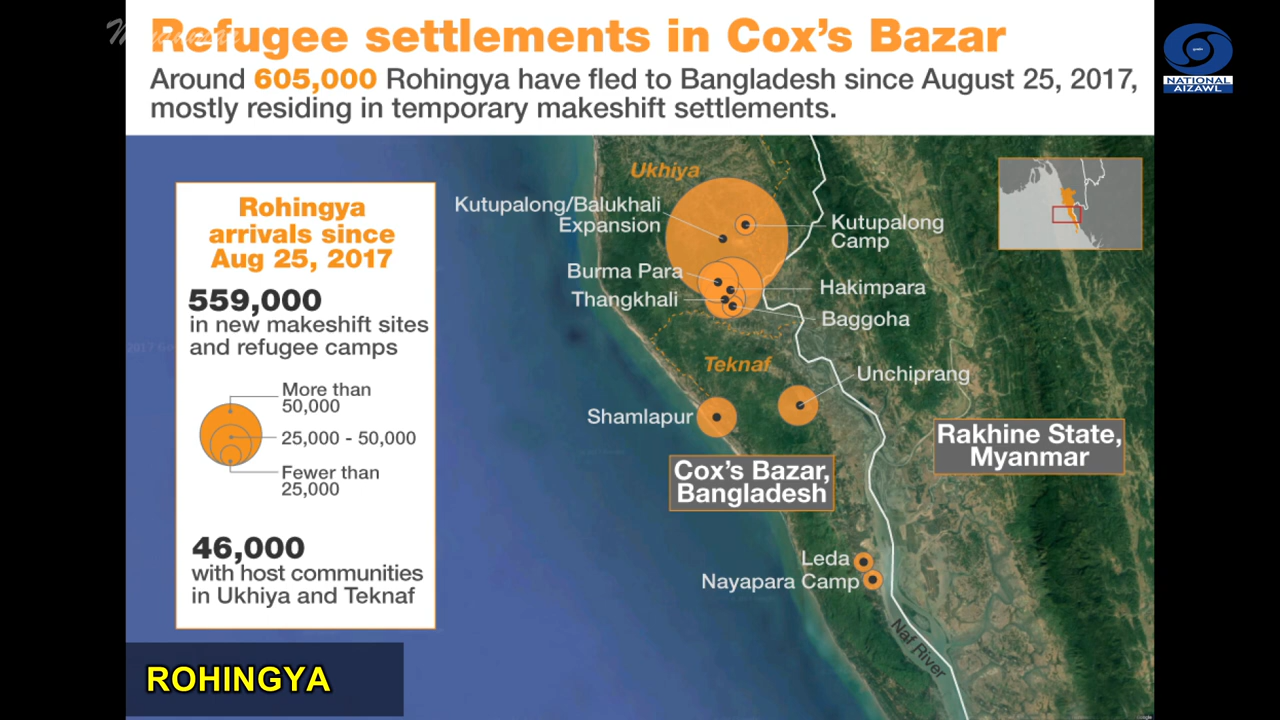 Refugee settlements in Cox's Bazar
Around 605,000 Rohingya have fled to Bangladesh since August 25, 2017,
mostly residing in temporary makeshift settlements.
NATIONAL
AIZAWL
Rohingya
arrivals since
Aug 25, 2017
559,000
in new makeshift sites
and refugee camps
More than
50,000
25,000 - 50,000
Fewer than
25,000
46,000
with host communities
in Ukhiya and Teknaf
Ukhiya
Kutupalong/Balukhali
Expansion
Kutupalong
Camp
Burma Para
Hakimpara
Thangkhali
Baggoha
Teknaf
Unchiprang
Shamlapur
Rakhine State,
Myanmar
Cox's Bazar,
Bangladesh
Leda
Nayapara Camp
Naf River
ROHINGYA